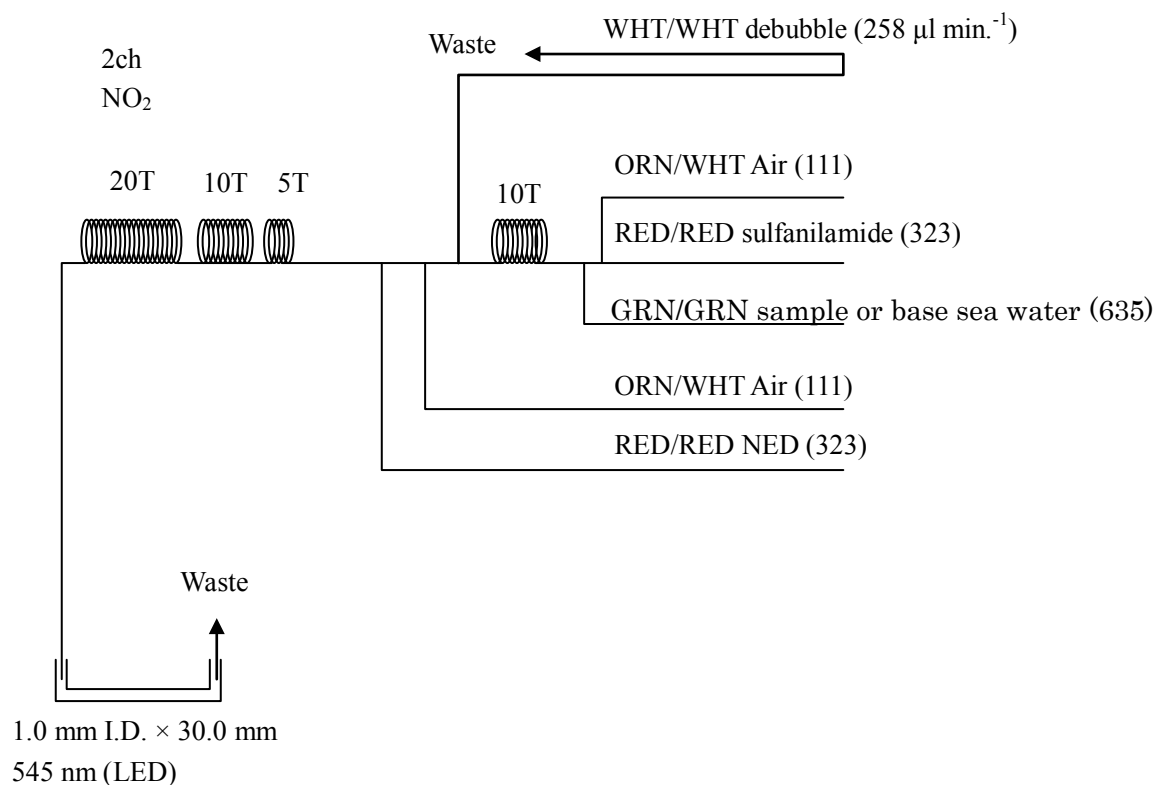 WHT/WHT debubble (258 μl min.⁻¹)
Waste
2ch
NO₂
ORN/WHT Air (111)
20T
10T
5T
10T
RED/RED sulfanilamide (323)
GRN/GRN sample or base sea water (635)
ORN/WHT Air (111)
RED/RED NED (323)
Waste
1.0 mm I.D. × 30.0 mm
545 nm (LED)